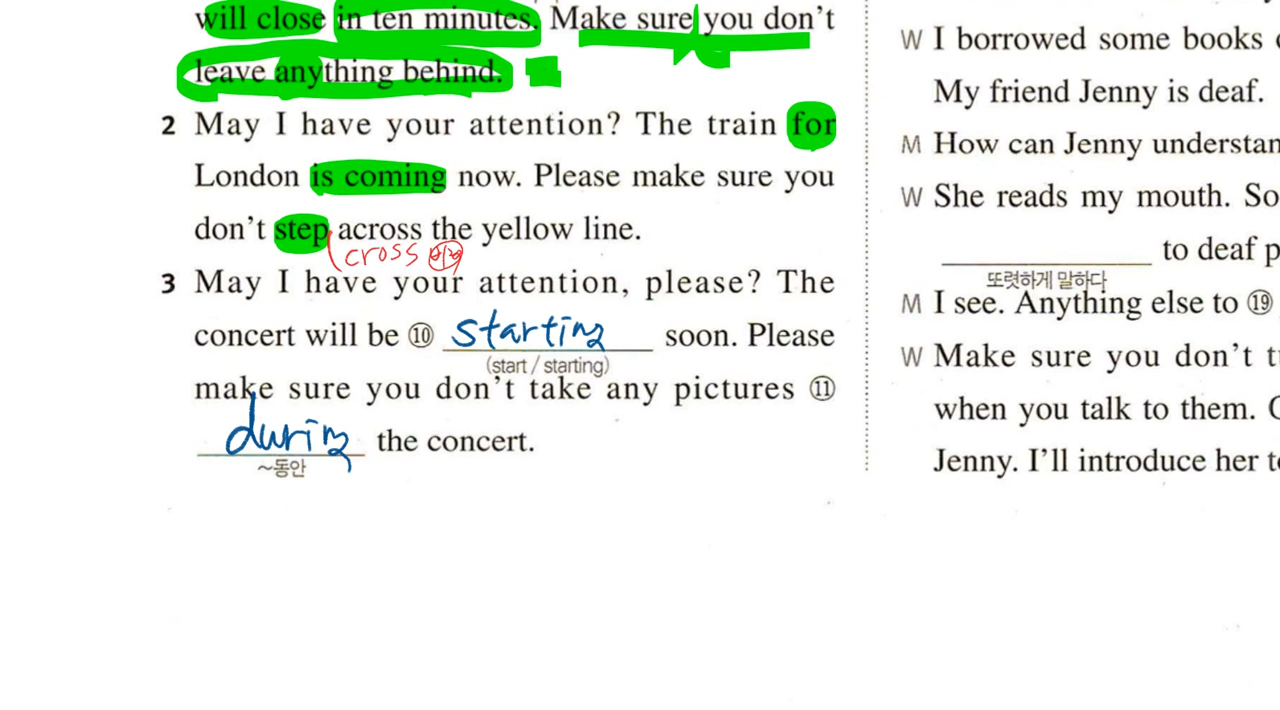 will close in ten minutes. Make sure you don't
leave anything behind.
2 May I have your attention? The train for
London is coming now. Please make sure you
don't step across the yellow line.
cross
3 May I have your attention, please? The
concert will be ⑩ starting soon. Please
(start / starting)
make sure you don't take any pictures ⑪
during the concert.
~동안
W I borrowed some books
My friend Jenny is deaf.
M How can Jenny understan
W She reads my mouth. So
to deaf p
또렷하게 말하다
M I see. Anything else to ⑲
W Make sure you don't t
when you talk to them.
Jenny. I'll introduce her t